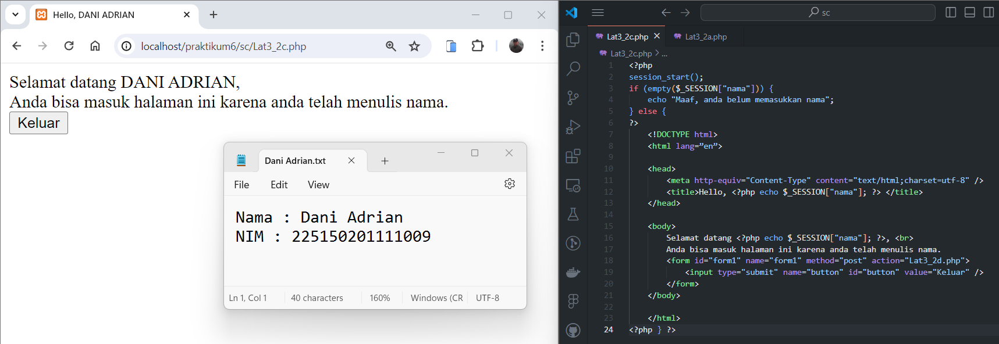 Hello, DANI ADRIAN
localhost/praktikum6/sc/Lat3_2c.php
Selamat datang DANI ADRIAN,
Anda bisa masuk halaman ini karena anda telah menulis nama.
Keluar
Dani Adrian.txt
File Edit View
Nama : Dani Adrian
NIM : 225150201111009
Ln 1, Col 1 40 characters 160% Windows (CR UTF-8
sc
Lat3_2c.php Lat3_2a.php
Lat3_2c.php > ...
1 <?php
2 session_start();
3 if (empty($_SESSION["nama"])) {
4 echo "Maaf, anda belum memasukkan nama";
5 } else {
6 ?>
7 <!DOCTYPE html>
8 <html lang=”en”>
9
10 <head>
11 <meta http-equiv="Content-Type" content="text/html;charset=utf-8" />
12 <title>Hello, <?php echo $_SESSION["nama"]; ?> </title>
13 </head>
14
15 <body>
16 Selamat datang <?php echo $_SESSION["nama"]; ?>, <br>
17 Anda bisa masuk halaman ini karena anda telah menulis nama.
18 <form id="form1" name="form1" method="post" action="Lat3_2d.php">
19 <input type="submit" name="button" id="button" value="Keluar" />
20 </form>
21 </body>
22
23 </html>
24 <?php } ?>